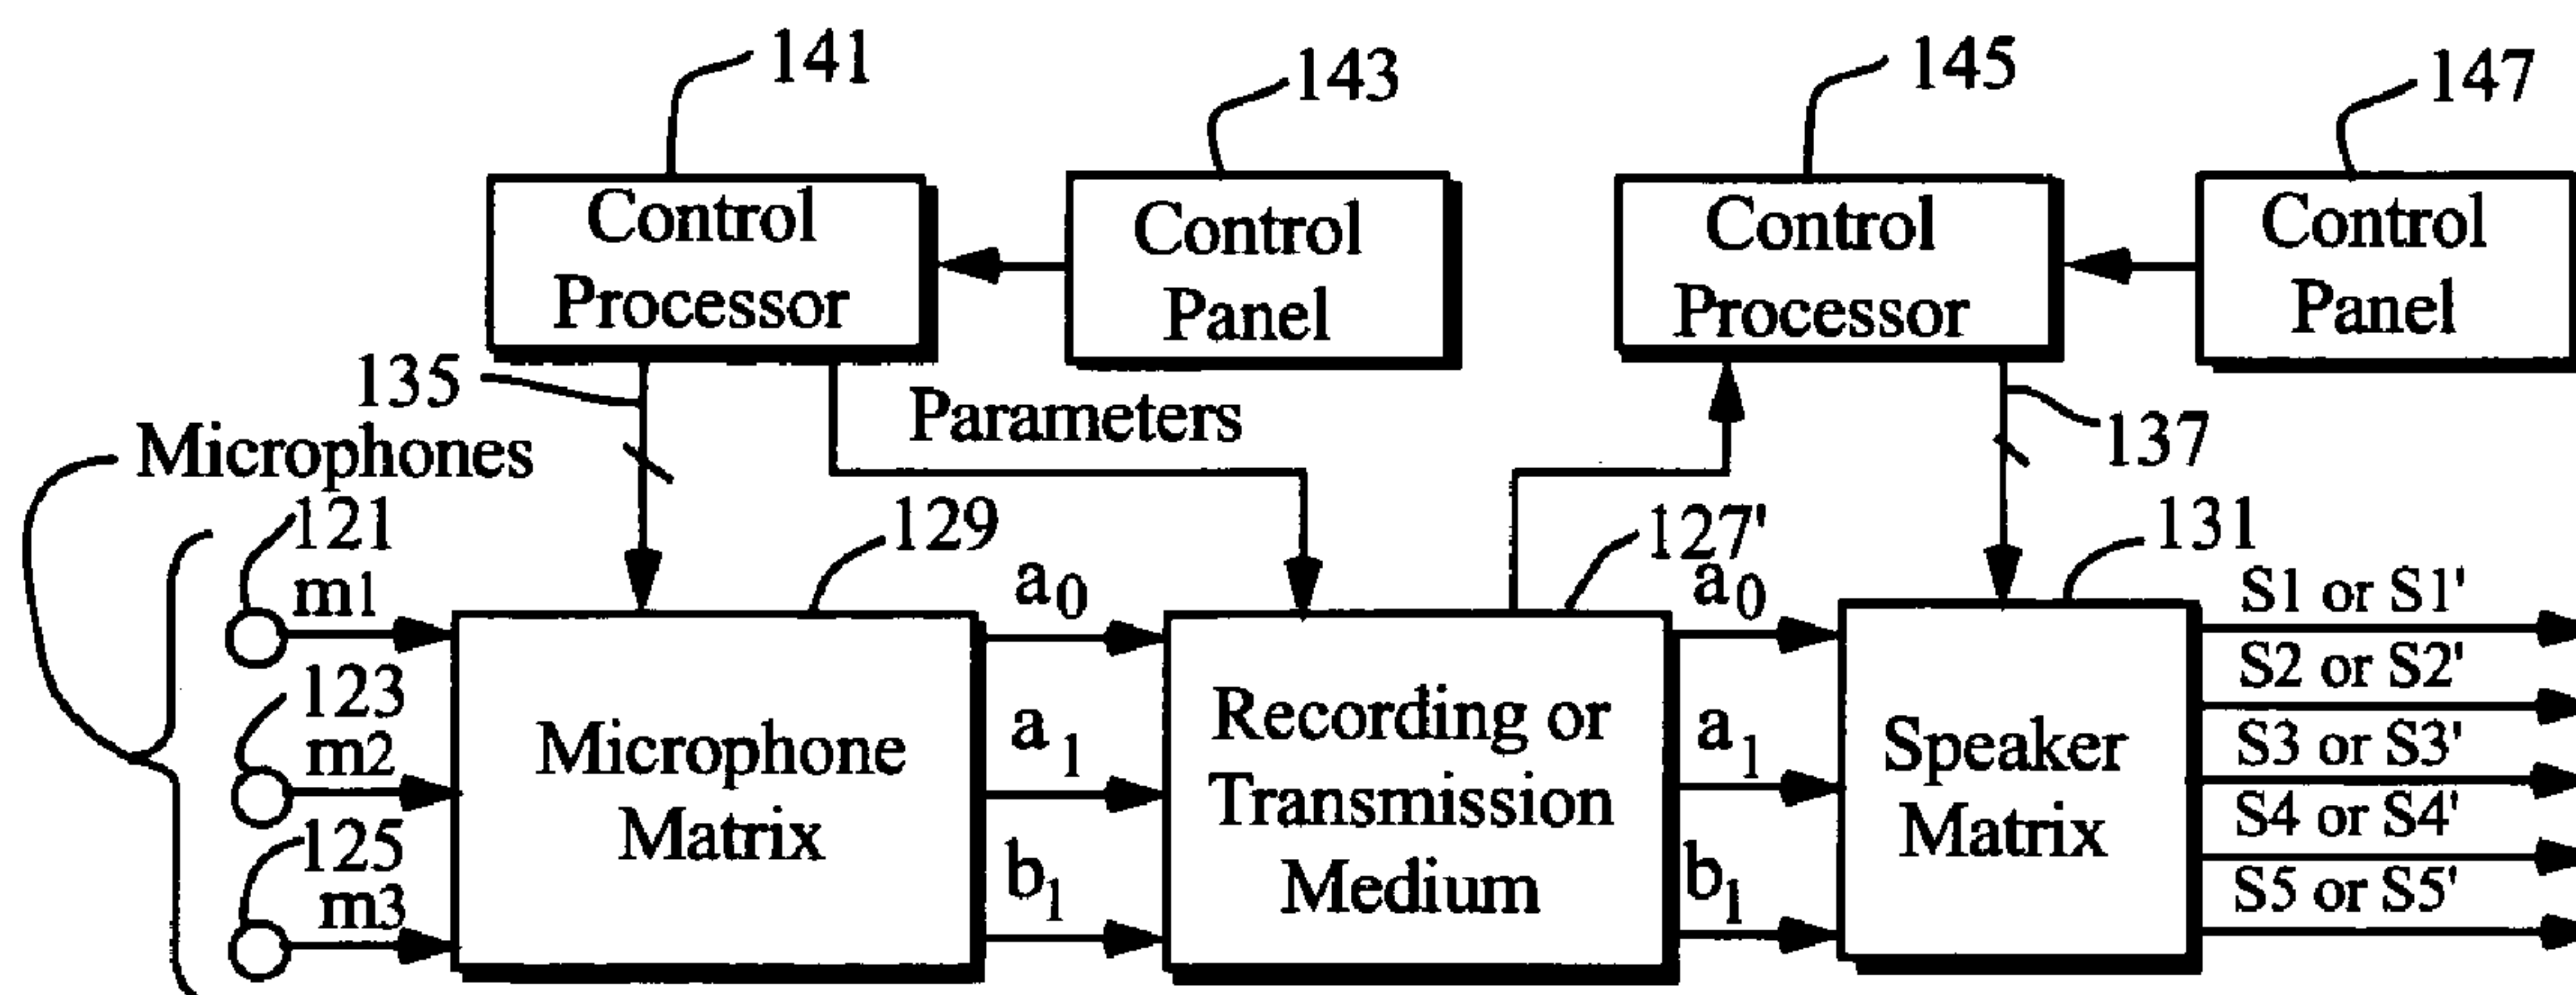 141
143
145
147
Control
Processor
Control
Panel
Control
Processor
Control
Panel
135
Parameters
137
Microphones
121
129
127'
131
m1
a0
a0
S1 or S1'
123
S2 or S2'
m2
Microphone
Matrix
a1
Recording or
Transmission
Medium
a1
Speaker
Matrix
S3 or S3'
S4 or S4'
125
m3
b1
b1
S5 or S5'